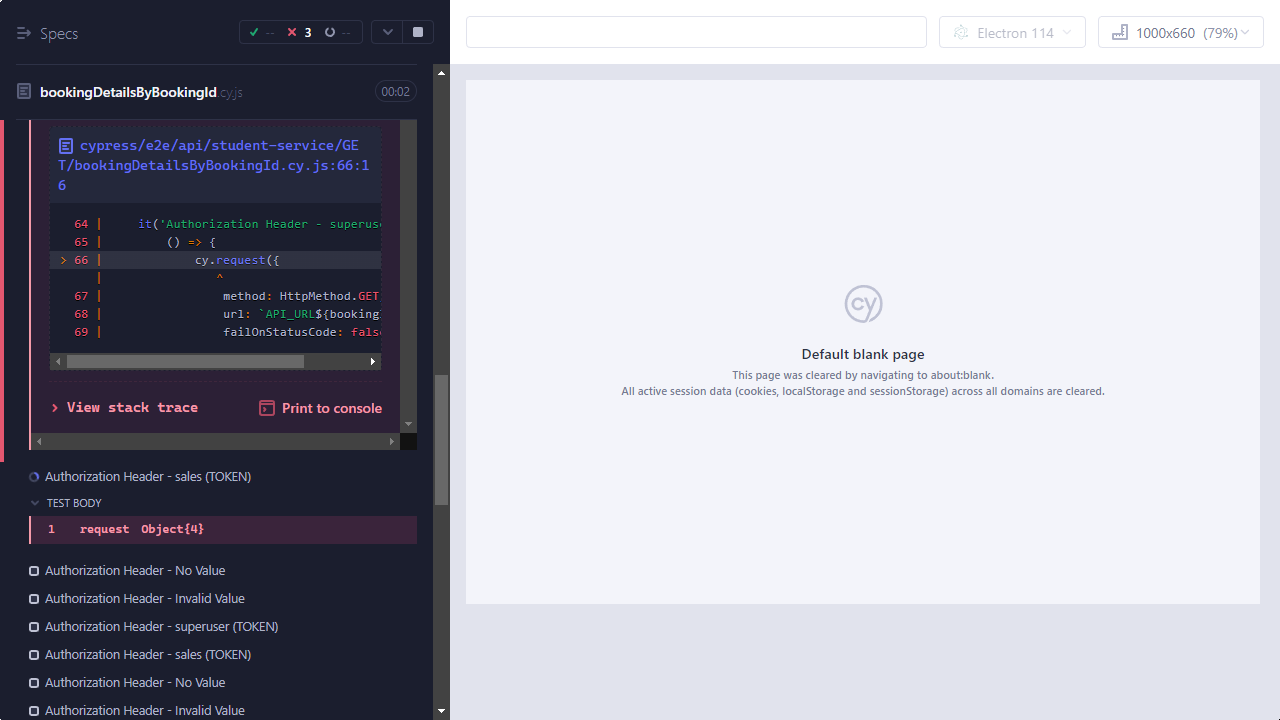 Specs
-- 3 --
Electron 114
1000x660 (79%)
bookingDetailsByBookingId.cy.js
00:02
cypress/e2e/api/student-service/GE
T/bookingDetailsByBookingId.cy.js:66:1
6
64 | it('Authorization Header - superuse
65 | () => {
> 66 | cy.request({
| ^
67 | method: HttpMethod.GET
68 | url: `API_URL${booking
69 | failOnStatusCode: false
> View stack trace
Print to console
Authorization Header - sales (TOKEN)
TEST BODY
1 request Object{4}
Authorization Header - No Value
Authorization Header - Invalid Value
Authorization Header - superuser (TOKEN)
Authorization Header - sales (TOKEN)
Authorization Header - No Value
Authorization Header - Invalid Value
cy
Default blank page
This page was cleared by navigating to about:blank.
All active session data (cookies, localStorage and sessionStorage) across all domains are cleared.